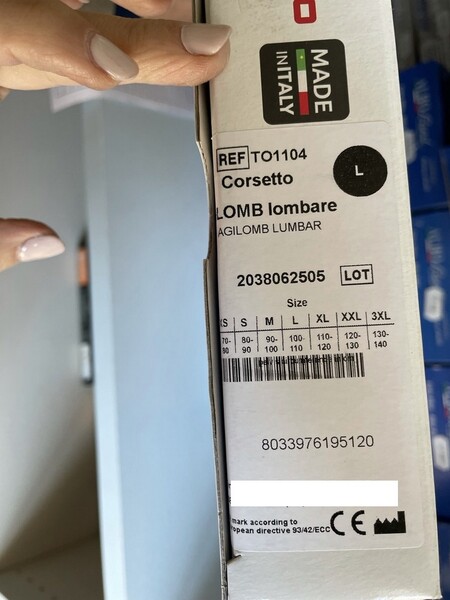 MADE
IN ITALY
REF TO1104
L
Corsetto
LOMB lombare
AGILOMB LUMBAR
2038062505 LOT
Size
XS S M L XL XXL 3XL
70- 80- 90- 100- 110- 120- 130-
80 90 100 110 120 130 140
8033976195120
mark according to
ropean directive 93/42/ECC CE